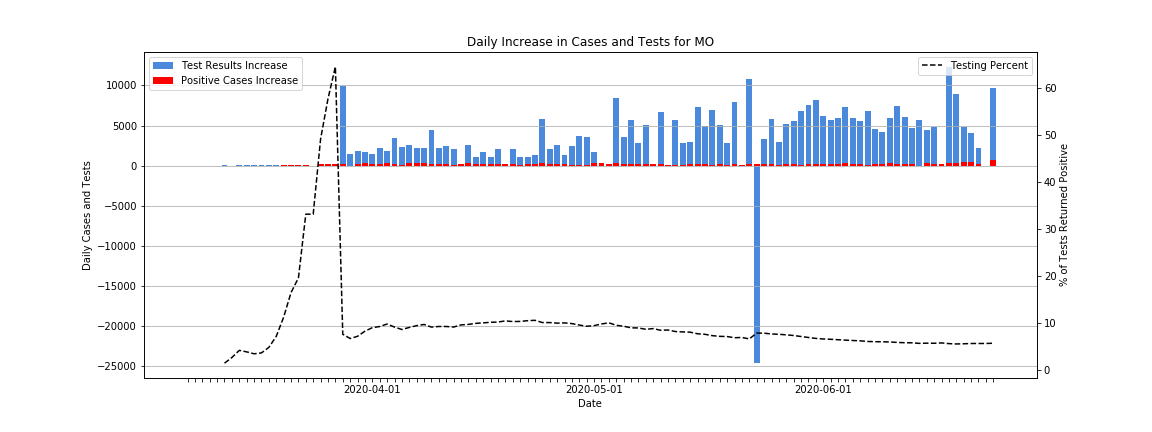 Daily Increase in Cases and Tests for MO
Test Results Increase
Positive Cases Increase
Testing Percent
10000
5000
0
−5000
−10000
−15000
−20000
−25000
Daily Cases and Tests
60
50
40
30
20
10
0
% of Tests Returned Positive
2020-04-01
2020-05-01
2020-06-01
Date